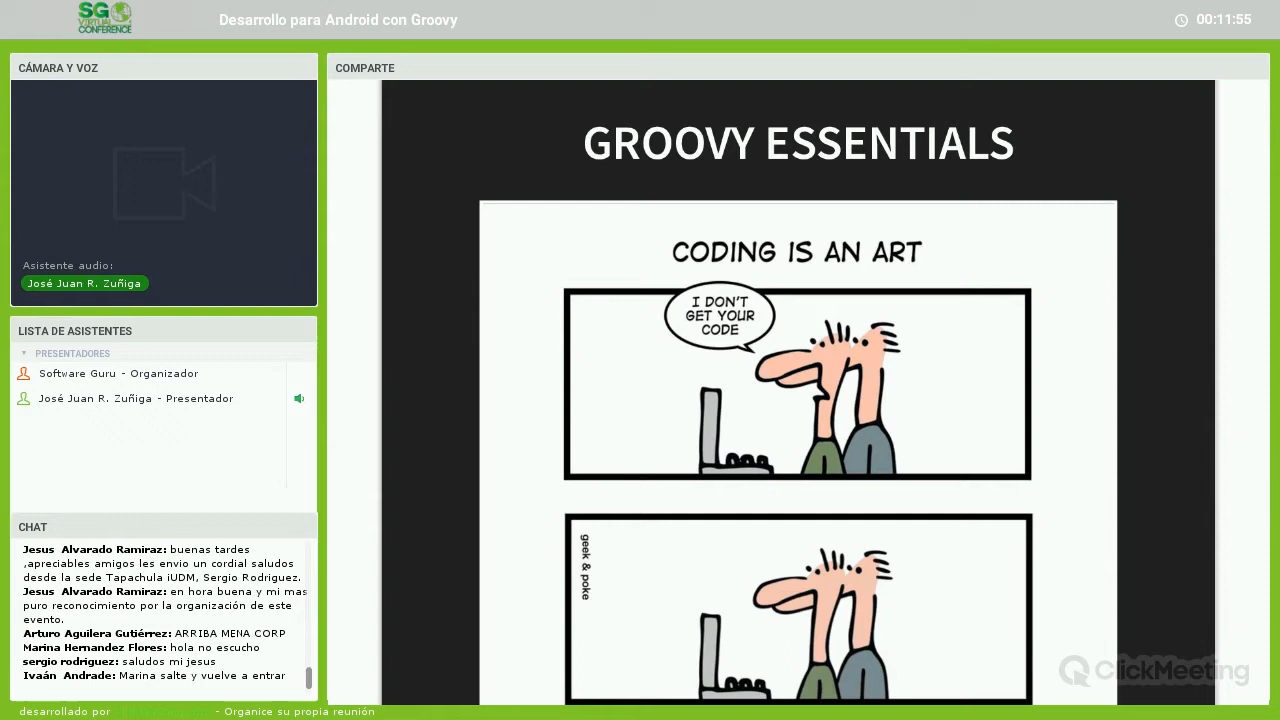 SG
VIRTUAL
CONFERENCE
Desarrollo para Android con Groovy
00:11:55
CÁMARA Y VOZ
Asistente audio:
José Juan R. Zuñiga
LISTA DE ASISTENTES
PRESENTADORES
Software Guru - Organizador
José Juan R. Zuñiga - Presentador
CHAT
Jesus Alvarado Ramiraz: buenas tardes
,apreciables amigos les envio un cordial saludos
desde la sede Tapachula iUDM, Sergio Rodriguez.
Jesus Alvarado Ramiraz: en hora buena y mi mas
puro reconocimiento por la organización de este
evento.
Arturo Aguilera Gutiérrez: ARRIBA MENA CORP
Marina Hernandez Flores: hola no escucho
sergio rodriguez: saludos mi jesus
Ivaán Andrade: Marina salte y vuelve a entrar
COMPARTE
GROOVY ESSENTIALS
CODING IS AN ART
I DON'T
GET YOUR
CODE
geek & poke
ClickMeeting
desarrollado por - Organice su propia reunión